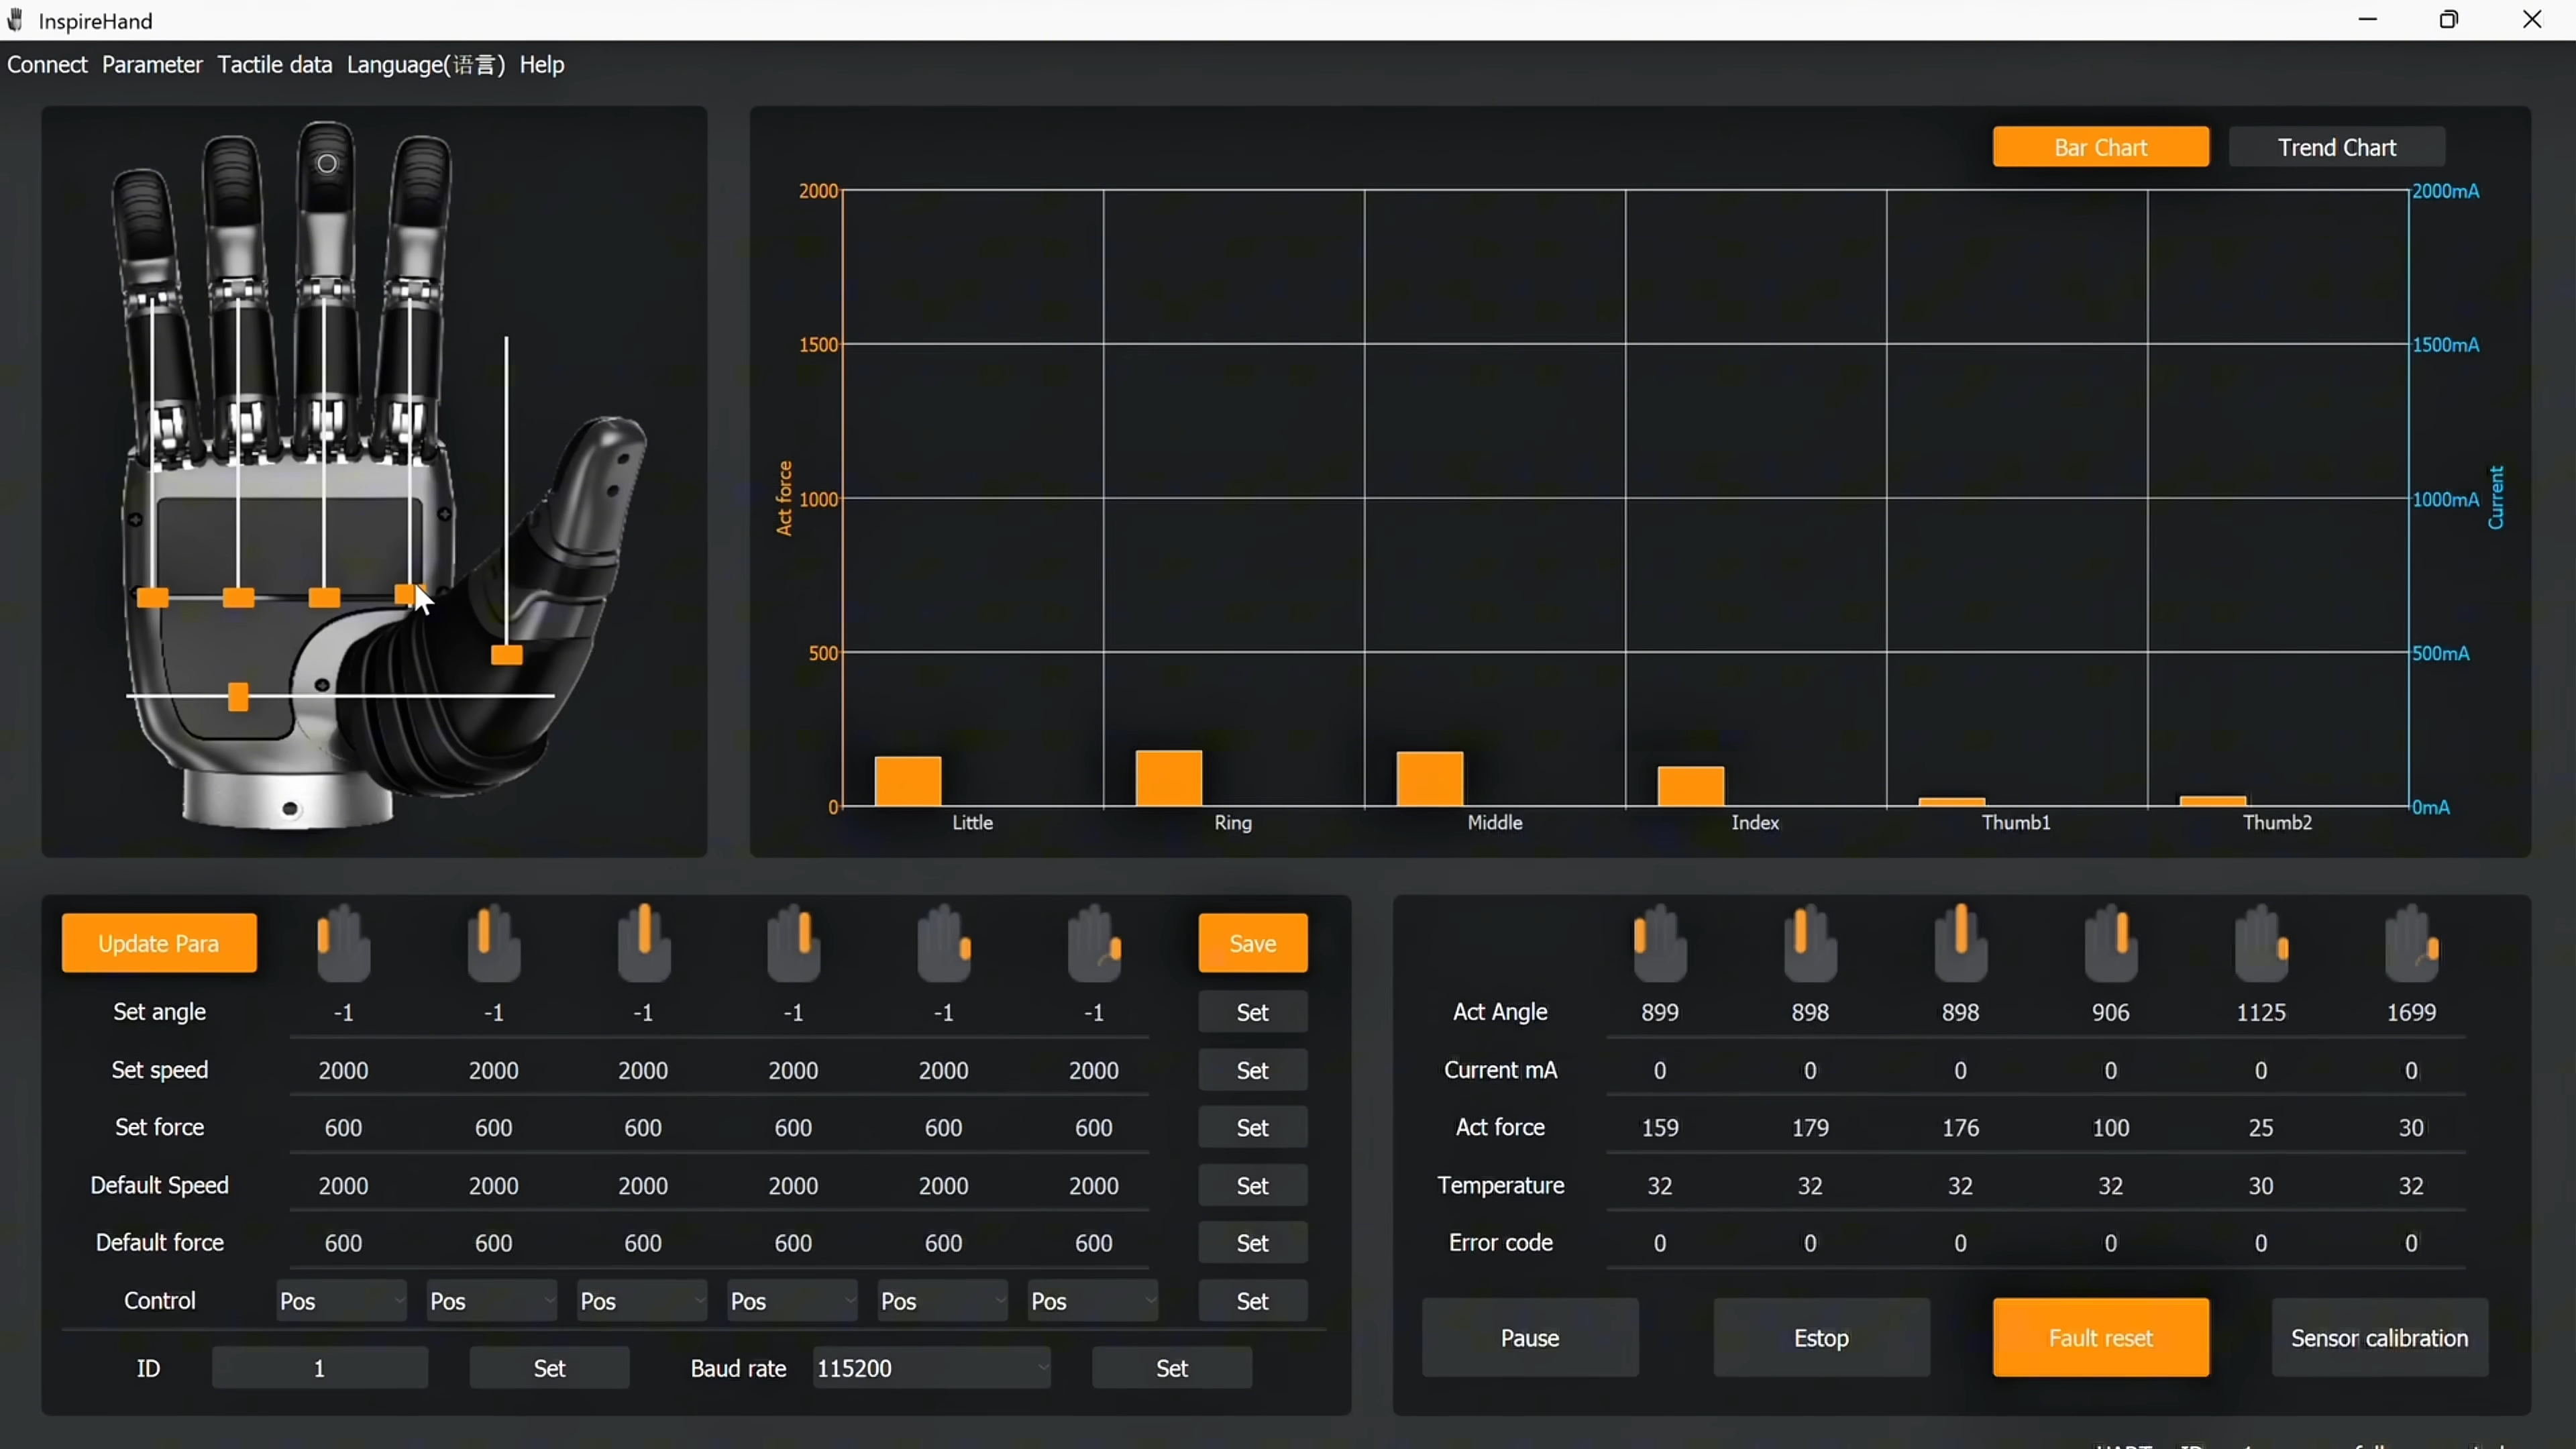 InspireHand
Connect Parameter Tactile data Language(语言) Help
Bar Chart Trend Chart
2000 2000mA
1500 1500mA
1000 1000mA
Act force Current
500 500mA
0 0mA
Little Ring Middle Index Thumb1 Thumb2
Update Para Save
Set angle -1 -1 -1 -1 -1 -1 Set
Set speed 2000 2000 2000 2000 2000 2000 Set
Set force 600 600 600 600 600 600 Set
Default Speed 2000 2000 2000 2000 2000 2000 Set
Default force 600 600 600 600 600 600 Set
Control Pos Pos Pos Pos Pos Pos Set
ID 1 Set Baud rate 115200 Set
Act Angle 899 898 898 906 1125 1699
Current mA 0 0 0 0 0 0
Act force 159 179 176 100 25 30
Temperature 32 32 32 32 30 32
Error code 0 0 0 0 0 0
Pause Estop Fault reset Sensor calibration